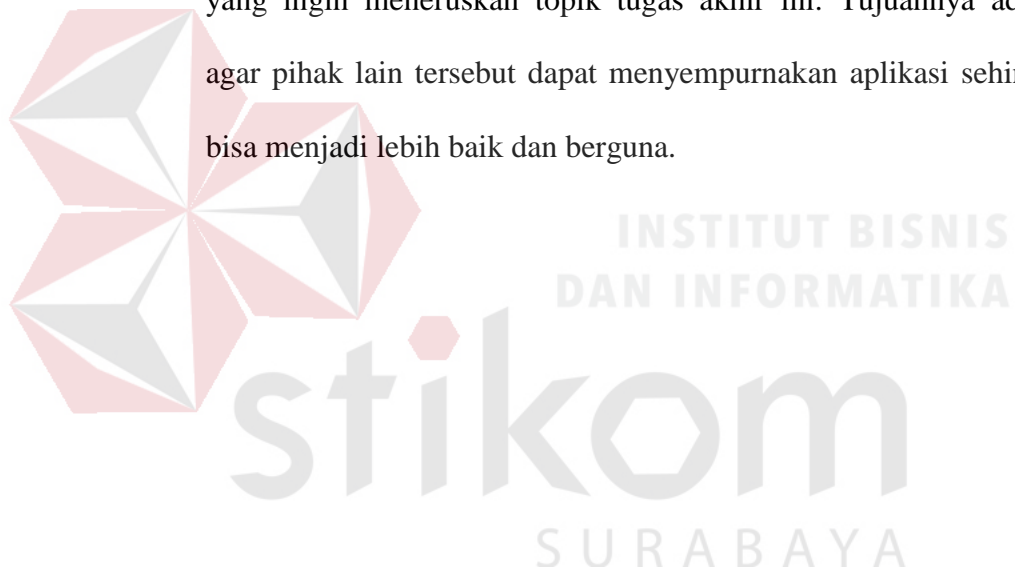 yang ingin meneruskan topik tugas akhir ini. Tujuannya
agar pihak lain tersebut dapat menyempurnakan aplikasi
bisa menjadi lebih baik dan berguna.
INSTITUT BISNIS
DAN INFORMATIKA
stikom
SURABAYA